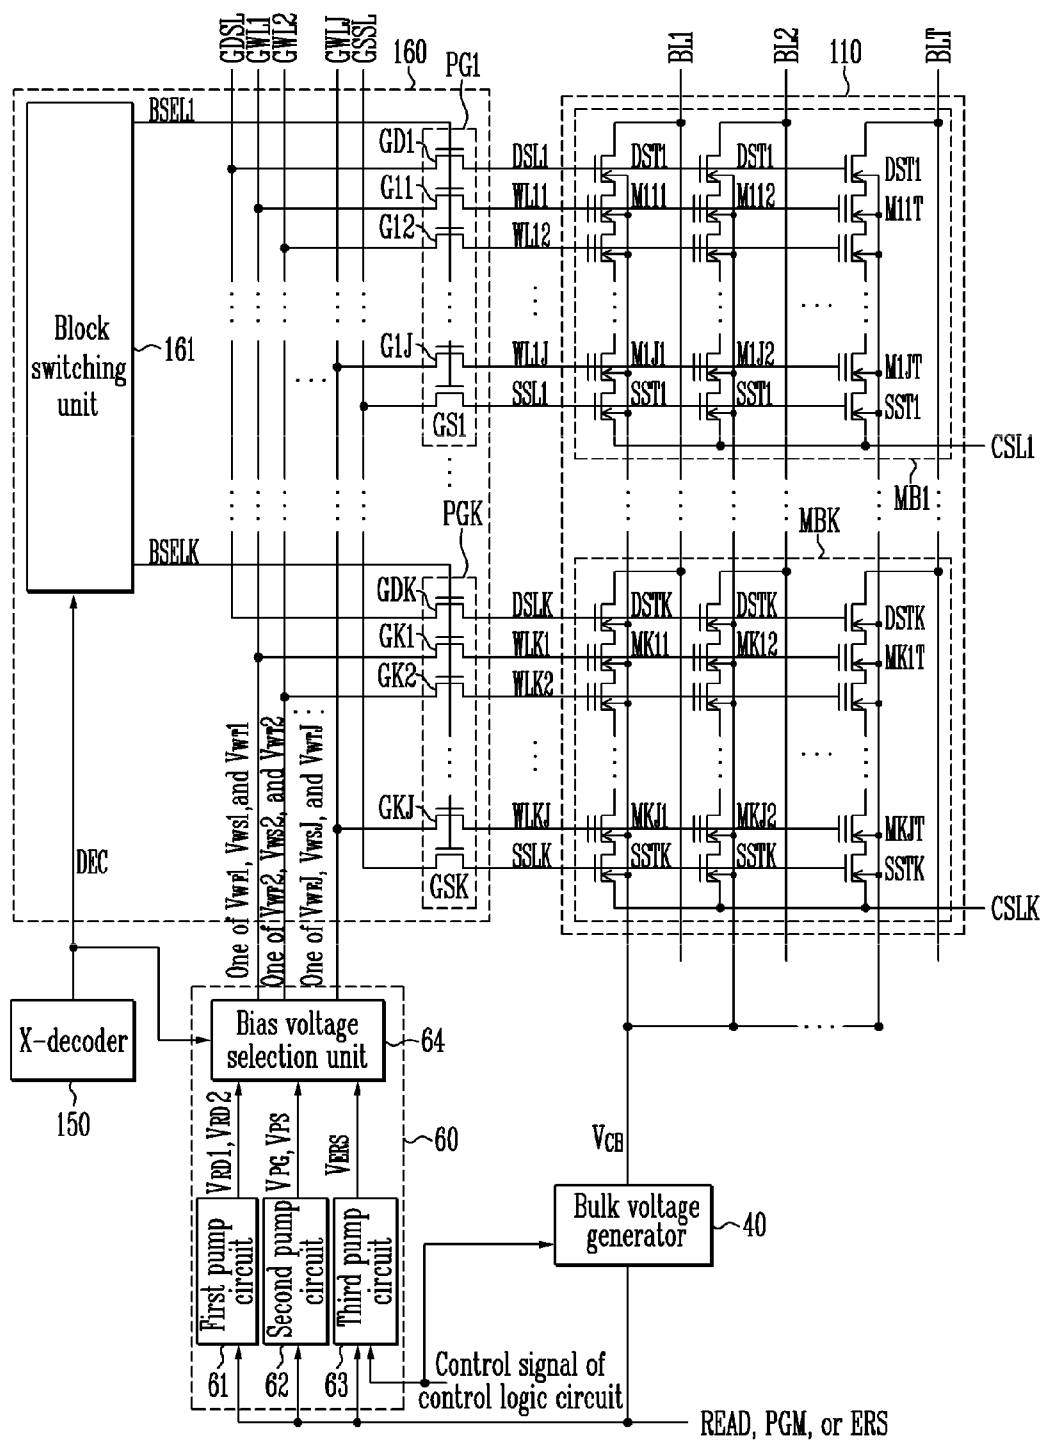 GDSL
GWL1
GWL2
GWLJ
GSSL
160
PG1
BL1
BL2
BLT
110
BSEL1
GD1
DSL1
DST1
DST1
DST1
G11
WL11
M111
M112
M11T
G12
WL12
Block
switching
unit
161
G1J
WL1J
M1J1
M1J2
M1JT
SSL1
SST1
SST1
SST1
GS1
CSL1
MB1
PGK
MBK
BSELK
GDK
DSLK
DSTK
DSTK
DSTK
GK1
WLK1
MK11
MK12
MK1T
GK2
WLK2
One of VWF1, VWS1,and VWT1
One of VWF2, VWS2, and VWT2
One of VWFJ, VWSJ, and VWTJ
GKJ
WLKJ
MKJ1
MKJ2
MKJT
SSLK
SSTK
SSTK
SSTK
GSK
CSLK
DEC
X-decoder
150
Bias voltage
selection unit
64
VRD1, VRD2
VPG, VPS
VERS
60
VCB
Bulk voltage
generator
40
First pump
circuit
Second pump
circuit
Third pump
circuit
61
62
63
Control signal of
control logic circuit
READ, PGM, or ERS